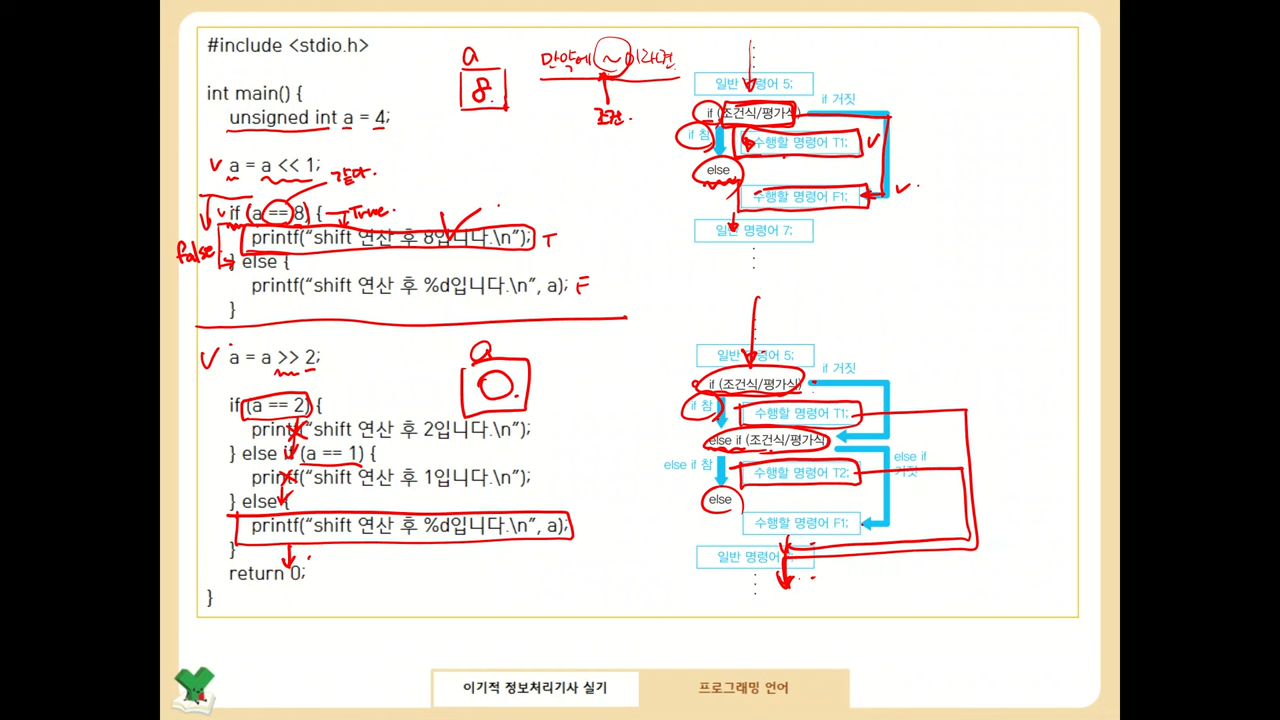 #include <stdio.h>
int main() {
unsigned int a = 4;
a = a << 1;
같다.
if (a == 8) {
True.
printf("shift 연산 후 8입니다.\n");
T
false
} else {
printf("shift 연산 후 %d입니다.\n", a);
F
}
a = a >> 2;
if (a == 2) {
printf("shift 연산 후 2입니다.\n");
} else if (a == 1) {
printf("shift 연산 후 1입니다.\n");
} else {
printf("shift 연산 후 %d입니다.\n", a);
}
return 0;
}
a
8
만약에 ~이라면
조건.
a
일반 명령어 5;
if 거짓
if (조건식/평가식)
if 참
수행할 명령어 T1;
else
수행할 명령어 F1;
일반 명령어 7;
일반 명령어 5;
if 거짓
if (조건식/평가식)
if 참
수행할 명령어 T1;
else if (조건식/평가식)
else if 참
수행할 명령어 T2;
else if
거짓
else
수행할 명령어 F1;
일반 명령어
이기적 정보처리기사 실기
프로그래밍 언어